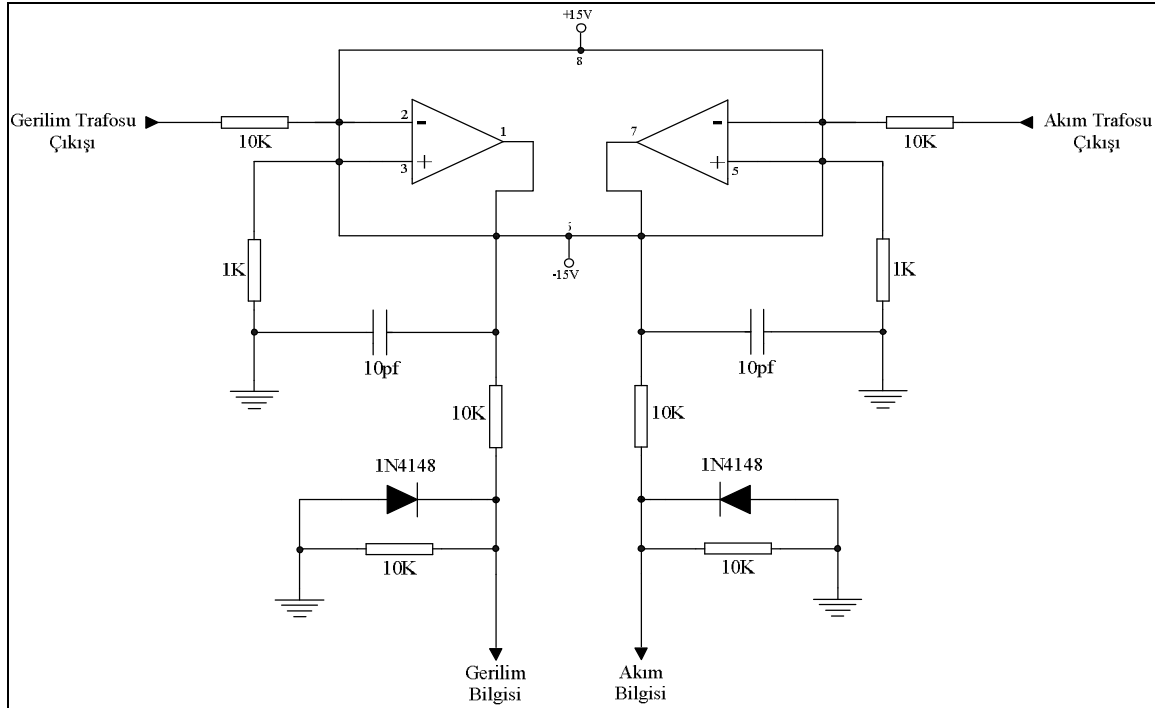 +15V
8
Gerilim Trafosu
Çıkışı
10K
2
-
1
3
+
7
-
+
5
10K
Akım Trafosu
Çıkışı
1K
-15V
1K
10pf
10pf
10K
10K
1N4148
1N4148
10K
10K
Gerilim
Bilgisi
Akım
Bilgisi